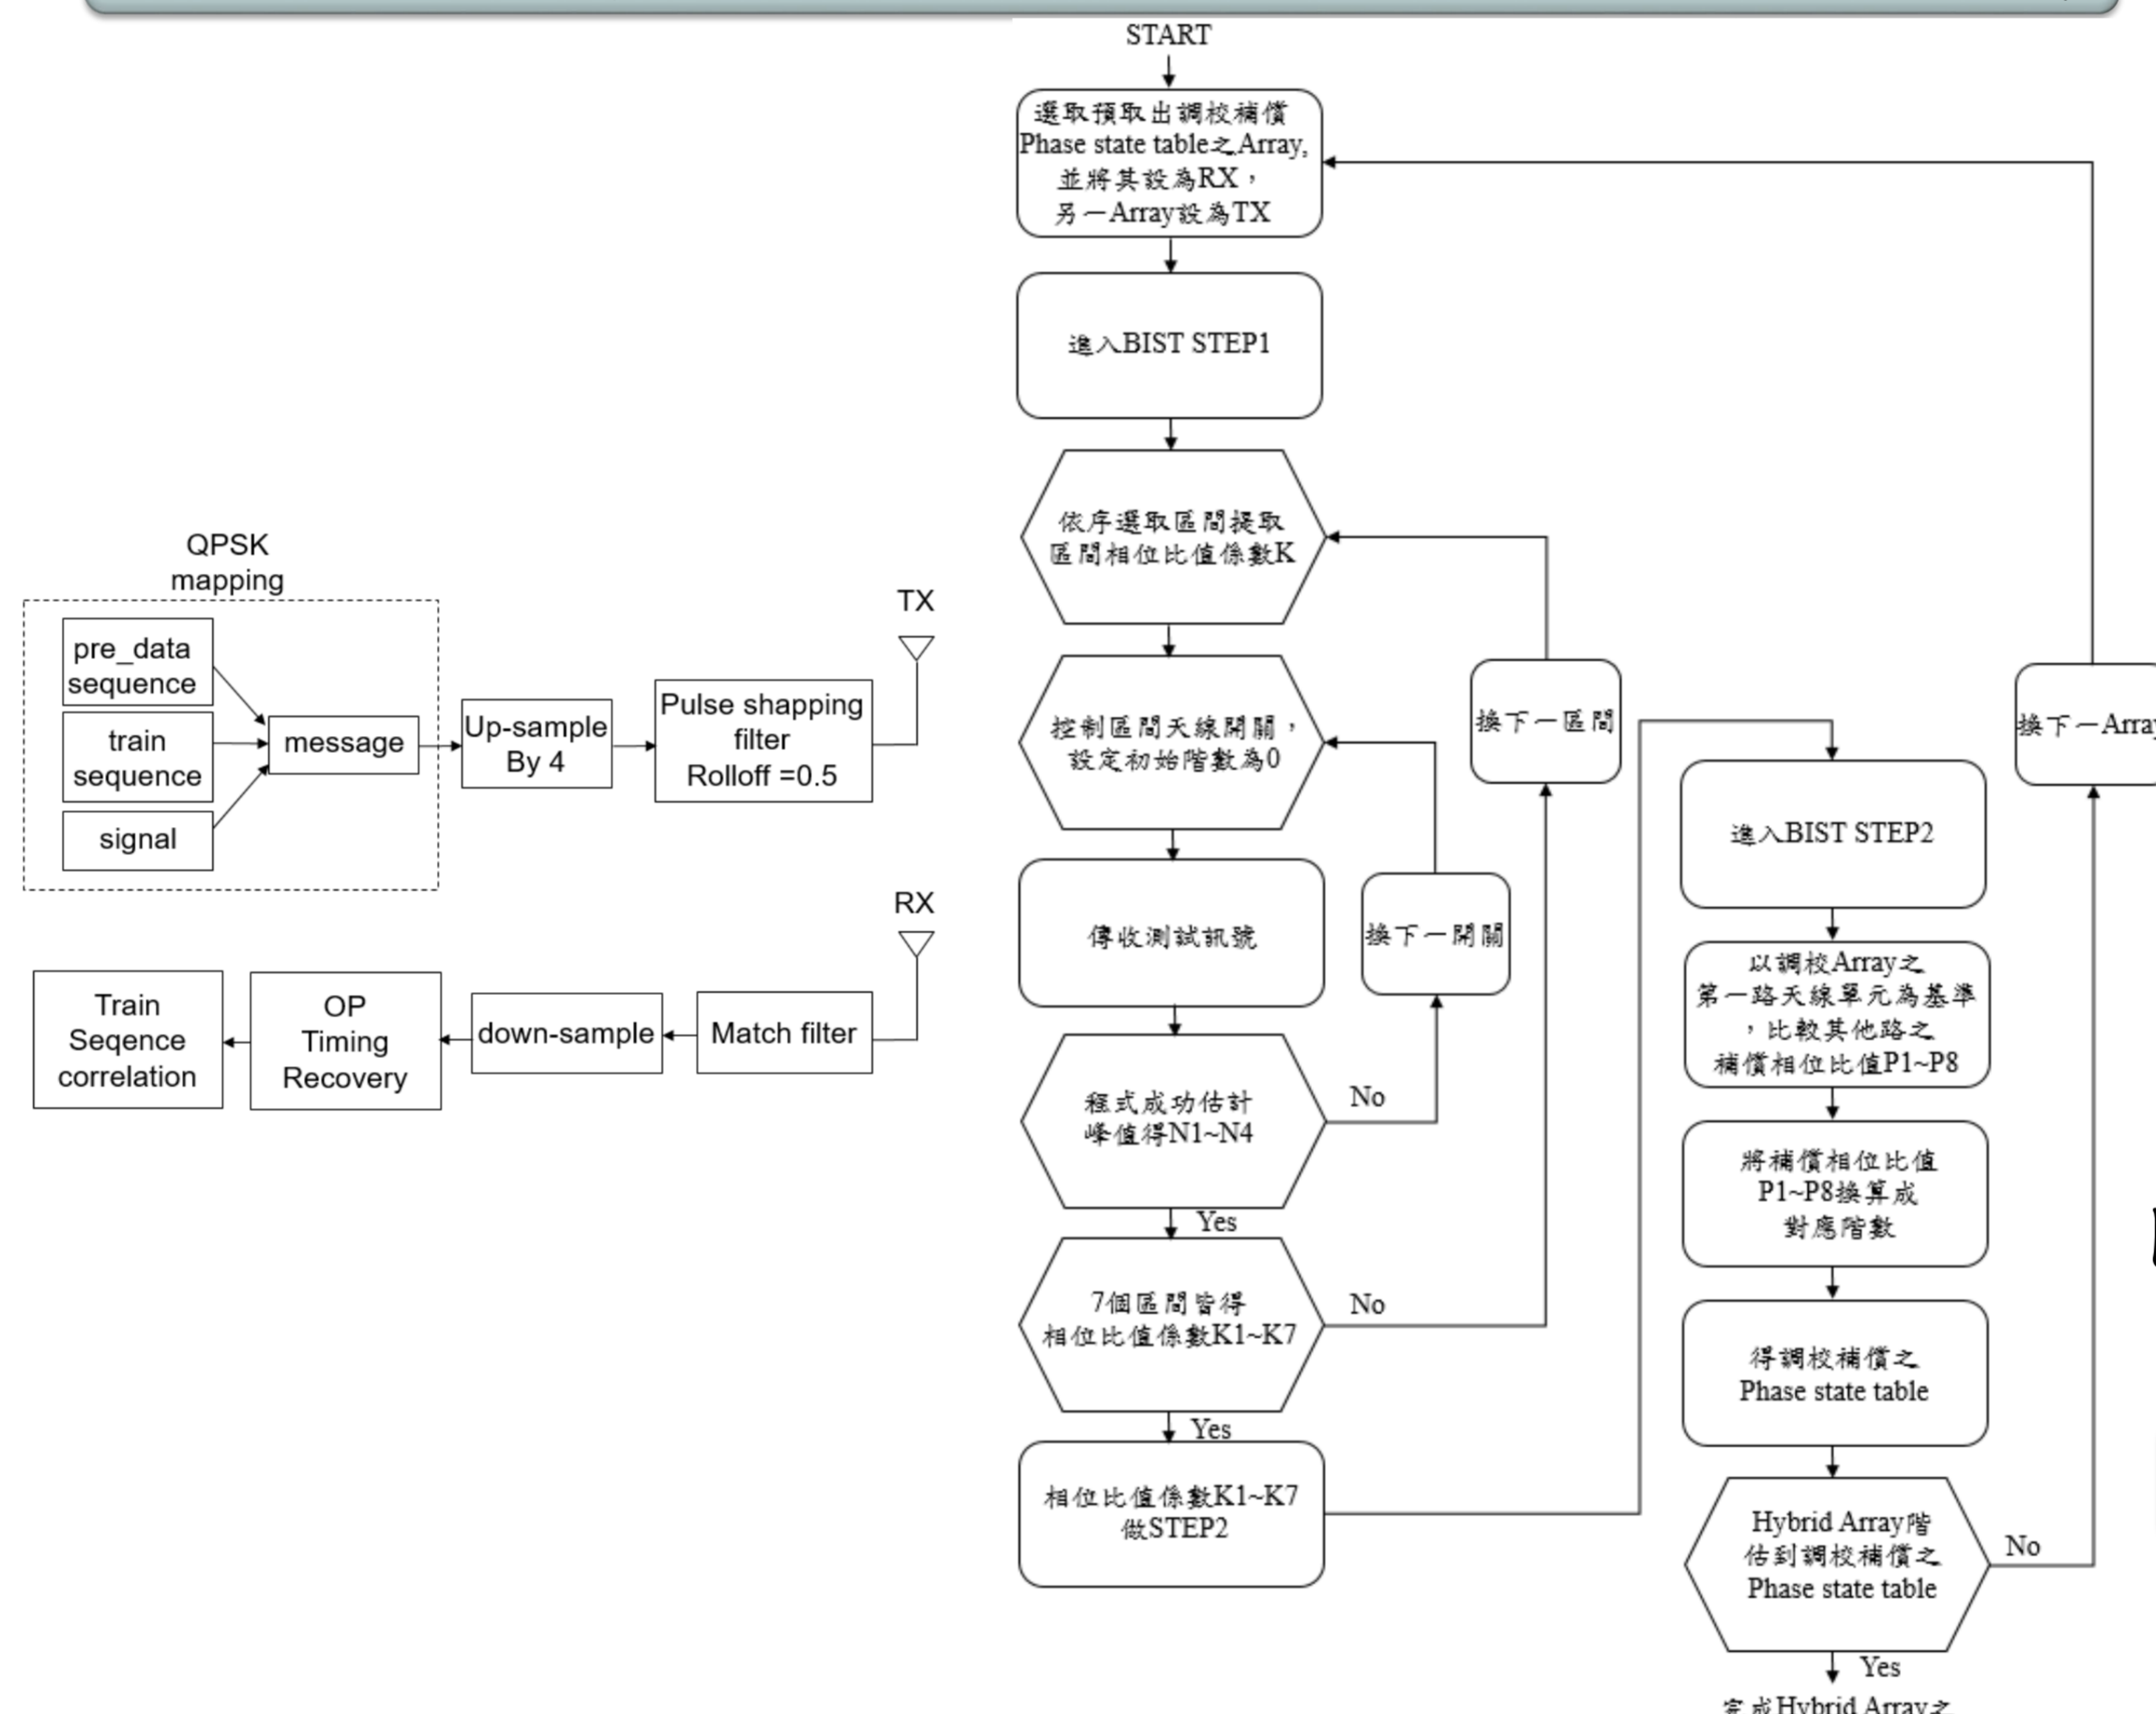 QPSK
mapping
pre_data
sequence
train
sequence
signal
message
Up-sample
By 4
Pulse shapping
filter
Rolloff =0.5
TX
RX
Match filter
down-sample
OP
Timing
Recovery
Train
Seqence
correlation
START
選取預取出調校補償
Phase state table之Array,
並將其設為RX，
另一Array設為TX
進入BIST STEP1
依序選取區間提取
區間相位比值係數K
控制區間天線開關，
設定初始階數為0
傳收測試訊號
程式成功估計
峰值得N1~N4
No
換下一開關
Yes
7個區間皆得
相位比值係數K1~K7
No
換下一區間
Yes
相位比值係數K1~K7
做STEP2
進入BIST STEP2
以調校Array之
第一路天線單元為基準
，比較其他路之
補償相位比值P1~P8
將補償相位比值
P1~P8換算成
對應階數
得調校補償之
Phase state table
Hybrid Array階
估到調校補償之
Phase state table
No
換下一Array
Yes
完成Hybrid Array之